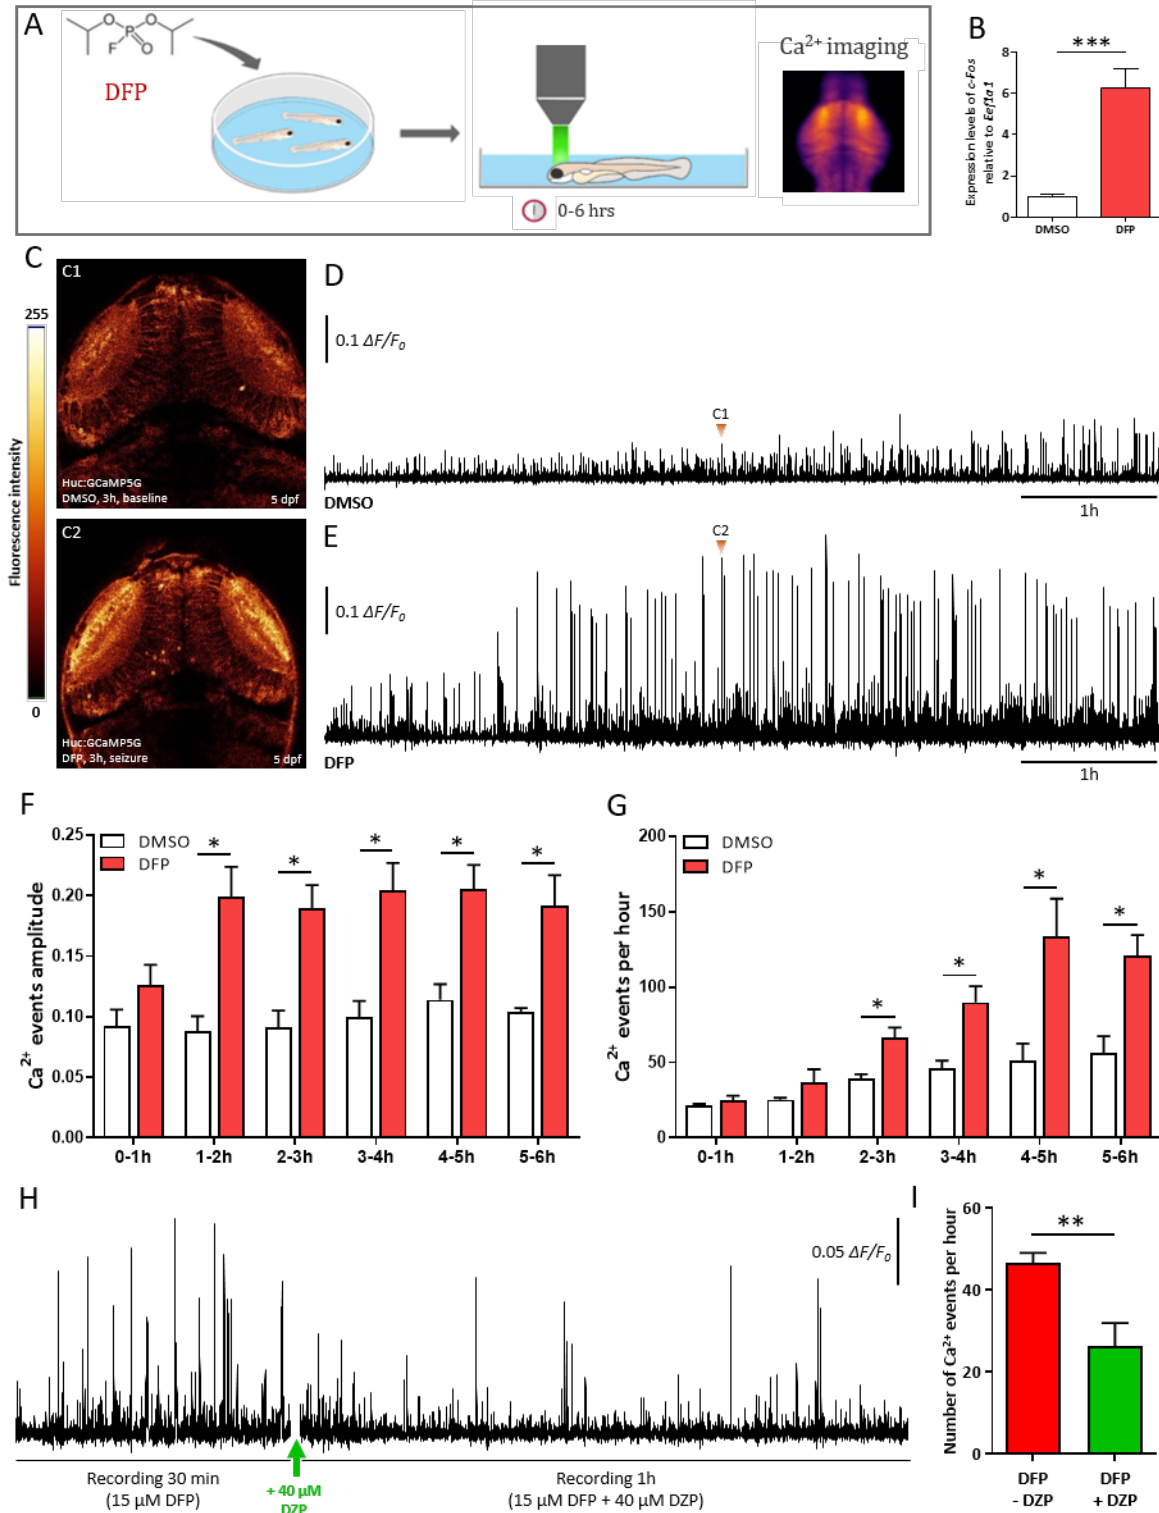 A
DFP
F
P
O
O
O
0-6 hrs
Ca²⁺ imaging
B
***
Expression levels of c-Fos
relative to Eef1a1
8
6
4
2
0
DMSO
DFP
C
C1
255
Fluorescence intensity
0
Huc:GCaMP5G
DMSO, 3h, baseline
5 dpf
C2
Huc:GCaMP5G
DFP, 3h, seizure
5 dpf
D
0.1 ΔF/F₀
C1
DMSO
1h
E
C2
0.1 ΔF/F₀
DFP
1h
F
Ca²⁺ events amplitude
0.25
0.20
0.15
0.10
0.05
0.00
DMSO
DFP
*
*
*
*
*
0-1h
1-2h
2-3h
3-4h
4-5h
5-6h
G
Ca²⁺ events per hour
200
150
100
50
0
DMSO
DFP
*
*
*
*
0-1h
1-2h
2-3h
3-4h
4-5h
5-6h
H
0.05 ΔF/F₀
Recording 30 min
(15 µM DFP)
+ 40 µM
DZP
Recording 1h
(15 µM DFP + 40 µM DZP)
I
Number of Ca²⁺ events per hour
60
40
20
0
**
DFP
- DZP
DFP
+ DZP